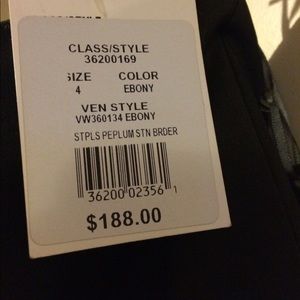 CLASS/STYLE
36200169
SIZE COLOR
4 EBONY
VEN STYLE
VW360134 EBONY
STPLS PEPLUM STN BRDER
36200 02356 1
$188.00